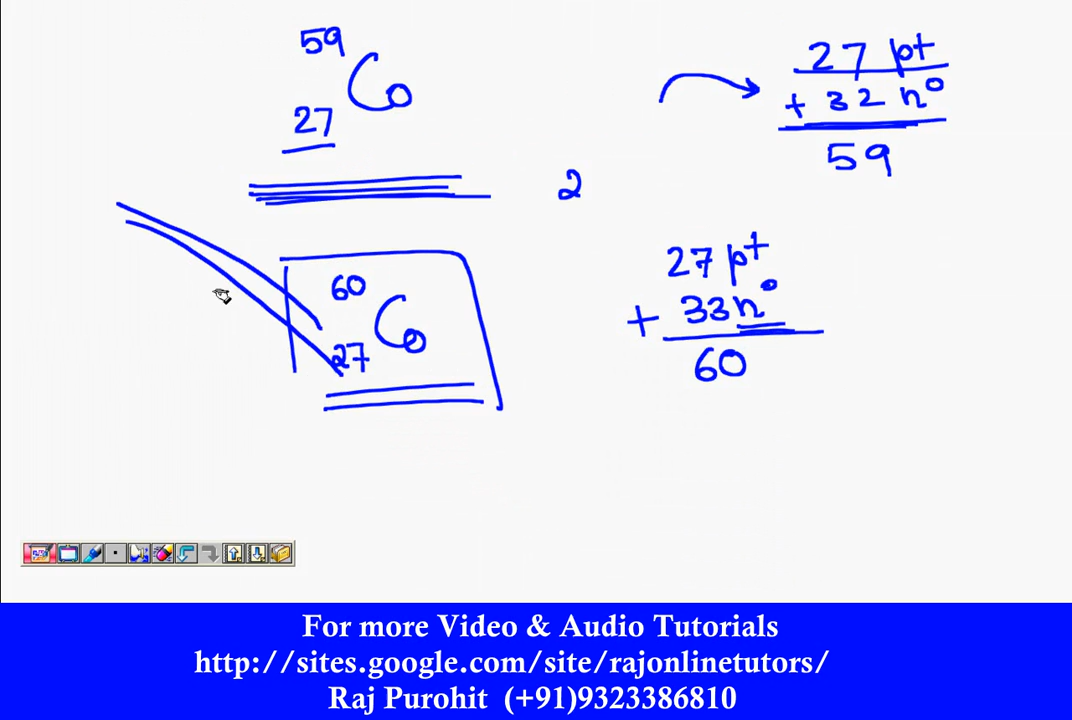 59
Co
27
27 p+
+ 32 n°
59
2
60
Co
27
27 p+
+ 33 n°
60
For more Video & Audio Tutorials
http://sites.google.com/site/rajonlinetutors/
Raj Purohit (+91)9323386810